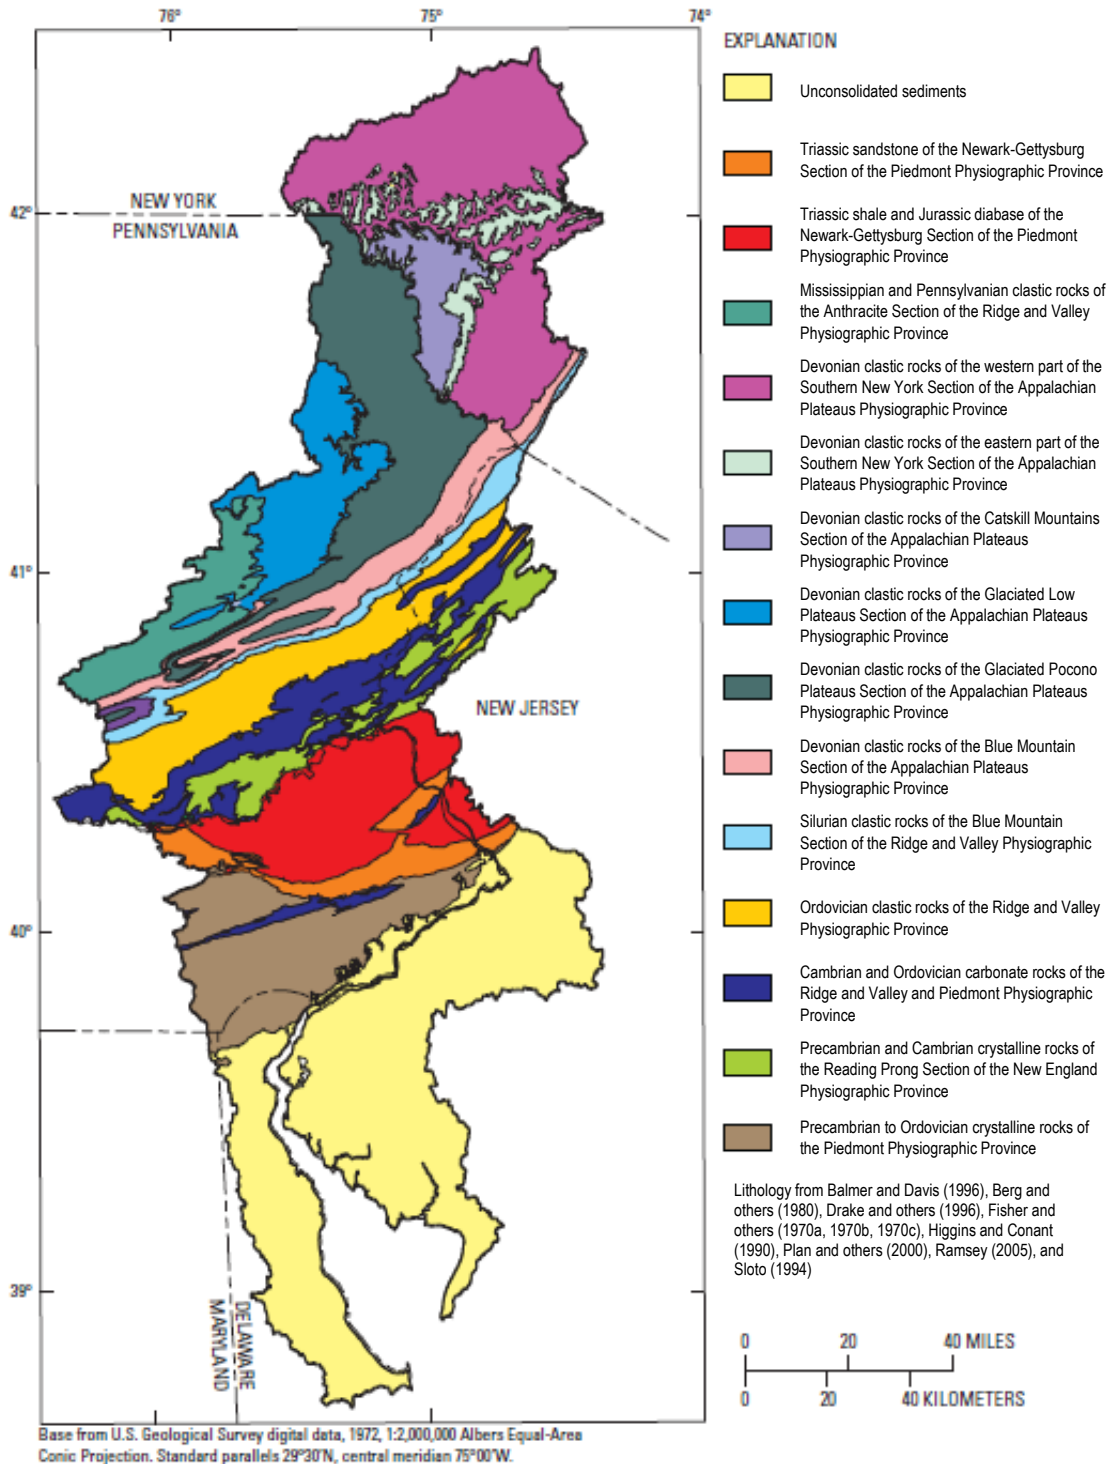 76°
75°
74°
42°
41°
40°
39°
NEW YORK
PENNSYLVANIA
NEW JERSEY
MARYLAND
DELAWARE
EXPLANATION
Unconsolidated sediments
Triassic sandstone of the Newark-Gettysburg
Section of the Piedmont Physiographic Province
Triassic shale and Jurassic diabase of the
Newark-Gettysburg Section of the Piedmont
Physiographic Province
Mississippian and Pennsylvanian clastic rocks of
the Anthracite Section of the Ridge and Valley
Physiographic Province
Devonian clastic rocks of the western part of the
Southern New York Section of the Appalachian
Plateaus Physiographic Province
Devonian clastic rocks of the eastern part of the
Southern New York Section of the Appalachian
Plateaus Physiographic Province
Devonian clastic rocks of the Catskill Mountains
Section of the Appalachian Plateaus
Physiographic Province
Devonian clastic rocks of the Glaciated Low
Plateaus Section of the Appalachian Plateaus
Physiographic Province
Devonian clastic rocks of the Glaciated Pocono
Plateaus Section of the Appalachian Plateaus
Physiographic Province
Devonian clastic rocks of the Blue Mountain
Section of the Appalachian Plateaus
Physiographic Province
Silurian clastic rocks of the Blue Mountain
Section of the Ridge and Valley Physiographic
Province
Ordovician clastic rocks of the Ridge and Valley
Physiographic Province
Cambrian and Ordovician carbonate rocks of the
Ridge and Valley and Piedmont Physiographic
Province
Precambrian and Cambrian crystalline rocks of
the Reading Prong Section of the New England
Physiographic Province
Precambrian to Ordovician crystalline rocks of
the Piedmont Physiographic Province
Lithology from Balmer and Davis (1996), Berg and
others (1980), Drake and others (1996), Fisher and
others (1970a, 1970b, 1970c), Higgins and Conant
(1990), Plan and others (2000), Ramsey (2005), and
Sloto (1994)
0 20 40 MILES
0 20 40 KILOMETERS
Base from U.S. Geological Survey digital data, 1972, 1:2,000,000 Albers Equal-Area
Conic Projection. Standard parallels 29°30'N, central meridian 75°00'W.